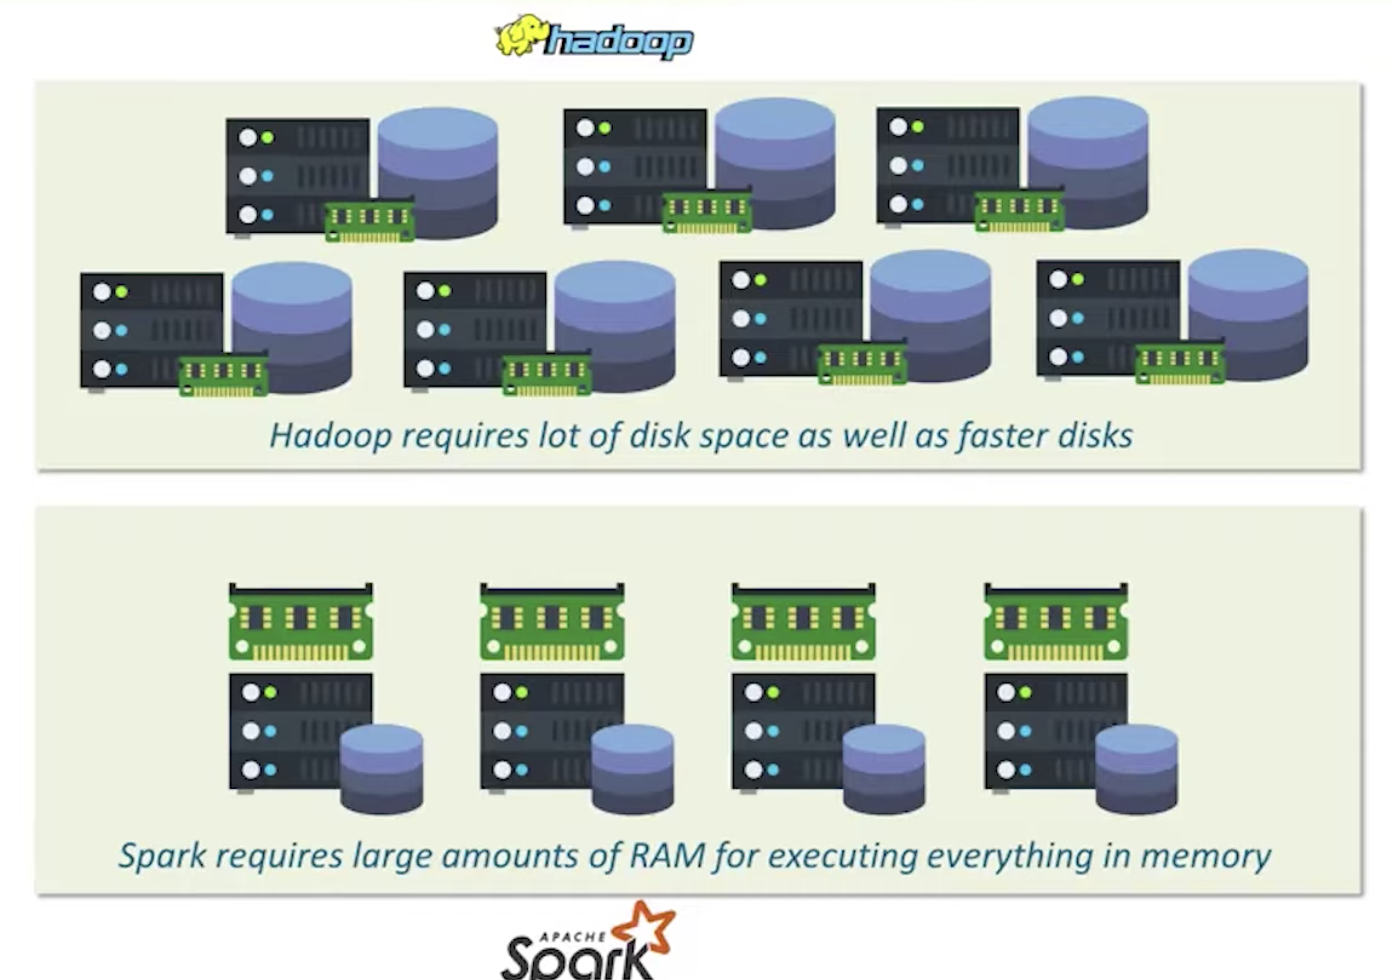 hadoop
Hadoop requires lot of disk space as well as faster disks
Spark requires large amounts of RAM for executing everything in memory
APACHE
Spark